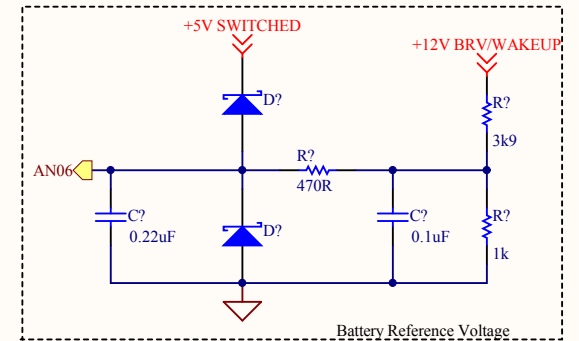 +5V SWITCHED
+12V BRV/WAKEUP
D?
R?
3k9
AN06
R?
470R
C?
0.22uF
D?
C?
0.1uF
R?
1k
Battery Reference Voltage